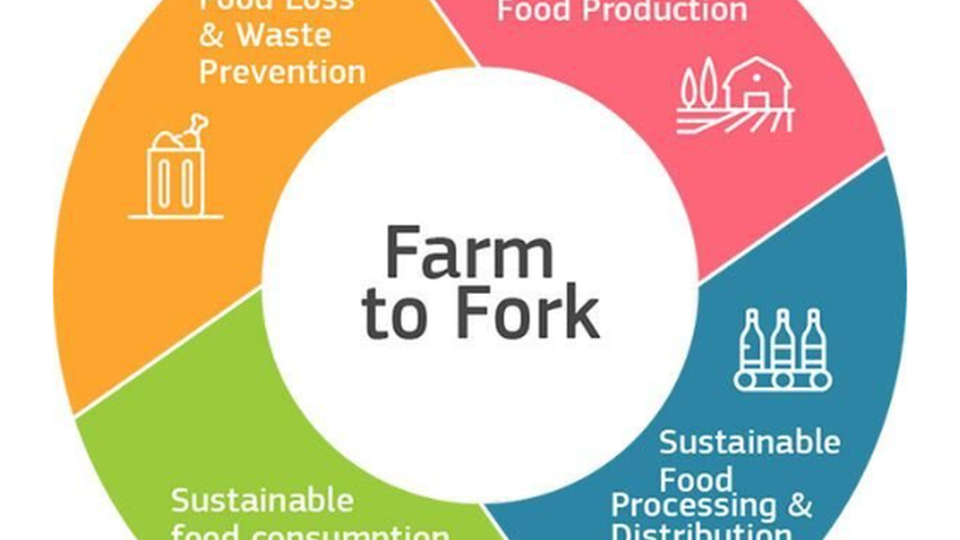 Food Loss
& Waste
Prevention
Food Production
Farm
to Fork
Sustainable
Food
Processing &
Distribution
Sustainable
food consumption